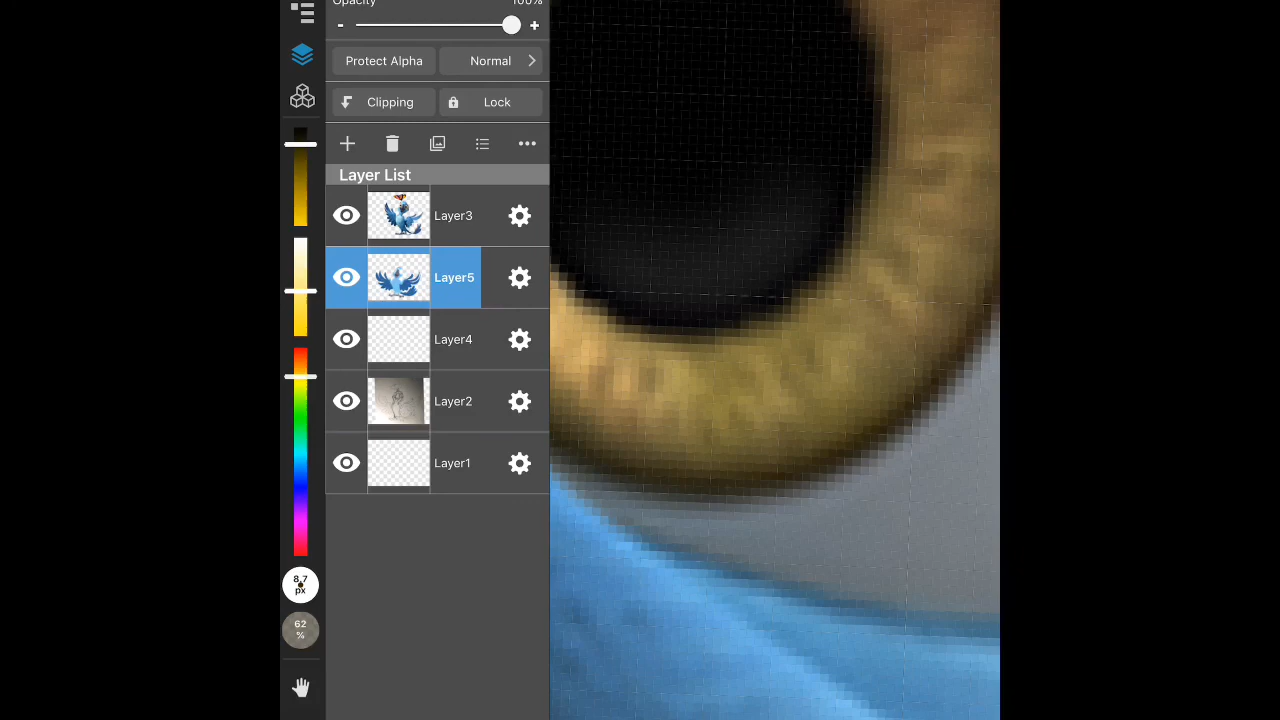 Opacity 100%
- +
Protect Alpha Normal
Clipping Lock
Layer List
Layer3
Layer5
Layer4
Layer2
Layer1
8.7
px
62
%